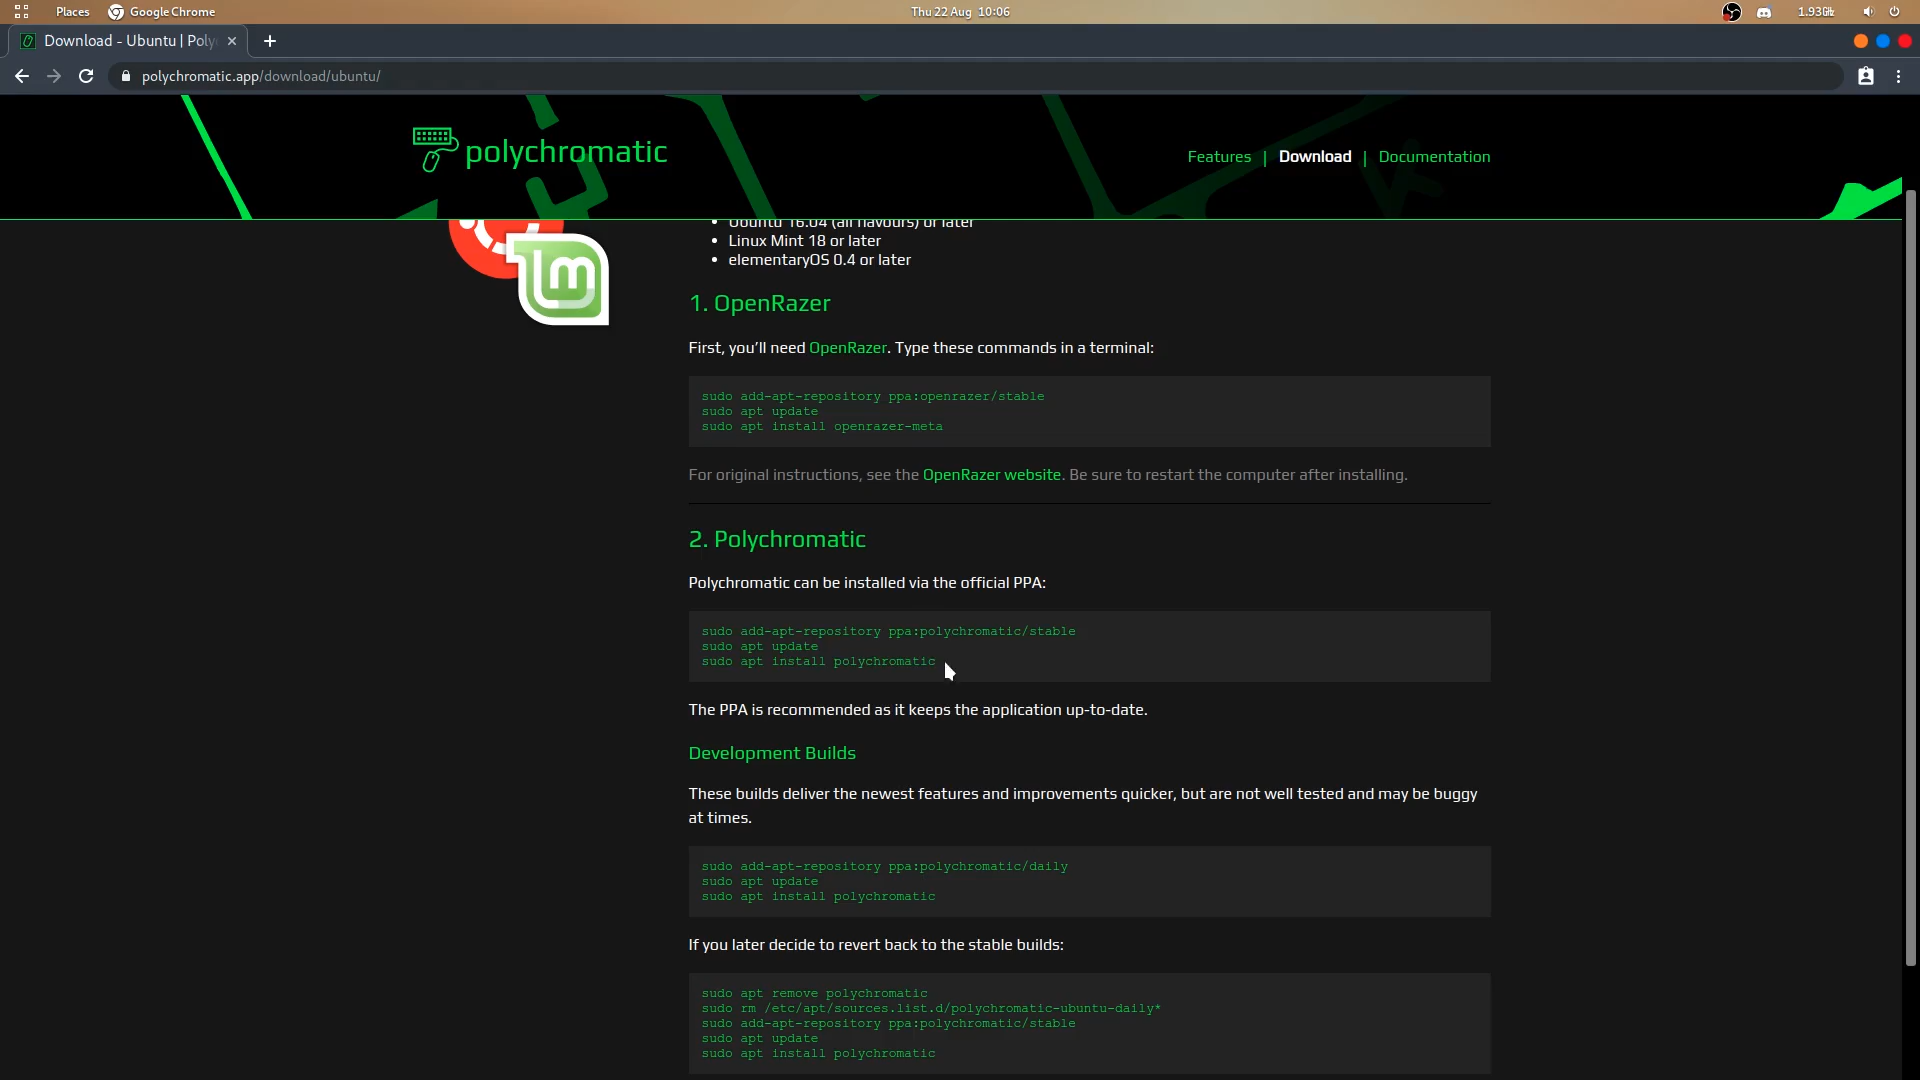 Places
Google Chrome
Thu 22 Aug 10:06
1.93GHz
Download - Ubuntu | Poly
polychromatic.app/download/ubuntu/
polychromatic
Features | Download | Documentation
Ubuntu 16.04 (all flavours) or later
Linux Mint 18 or later
elementaryOS 0.4 or later
1. OpenRazer
First, you’ll need OpenRazer. Type these commands in a terminal:
sudo add-apt-repository ppa:openrazer/stable
sudo apt update
sudo apt install openrazer-meta
For original instructions, see the OpenRazer website. Be sure to restart the computer after installing.
2. Polychromatic
Polychromatic can be installed via the official PPA:
sudo add-apt-repository ppa:polychromatic/stable
sudo apt update
sudo apt install polychromatic
The PPA is recommended as it keeps the application up-to-date.
Development Builds
These builds deliver the newest features and improvements quicker, but are not well tested and may be buggy
at times.
sudo add-apt-repository ppa:polychromatic/daily
sudo apt update
sudo apt install polychromatic
If you later decide to revert back to the stable builds:
sudo apt remove polychromatic
sudo rm /etc/apt/sources.list.d/polychromatic-ubuntu-daily*
sudo add-apt-repository ppa:polychromatic/stable
sudo apt update
sudo apt install polychromatic